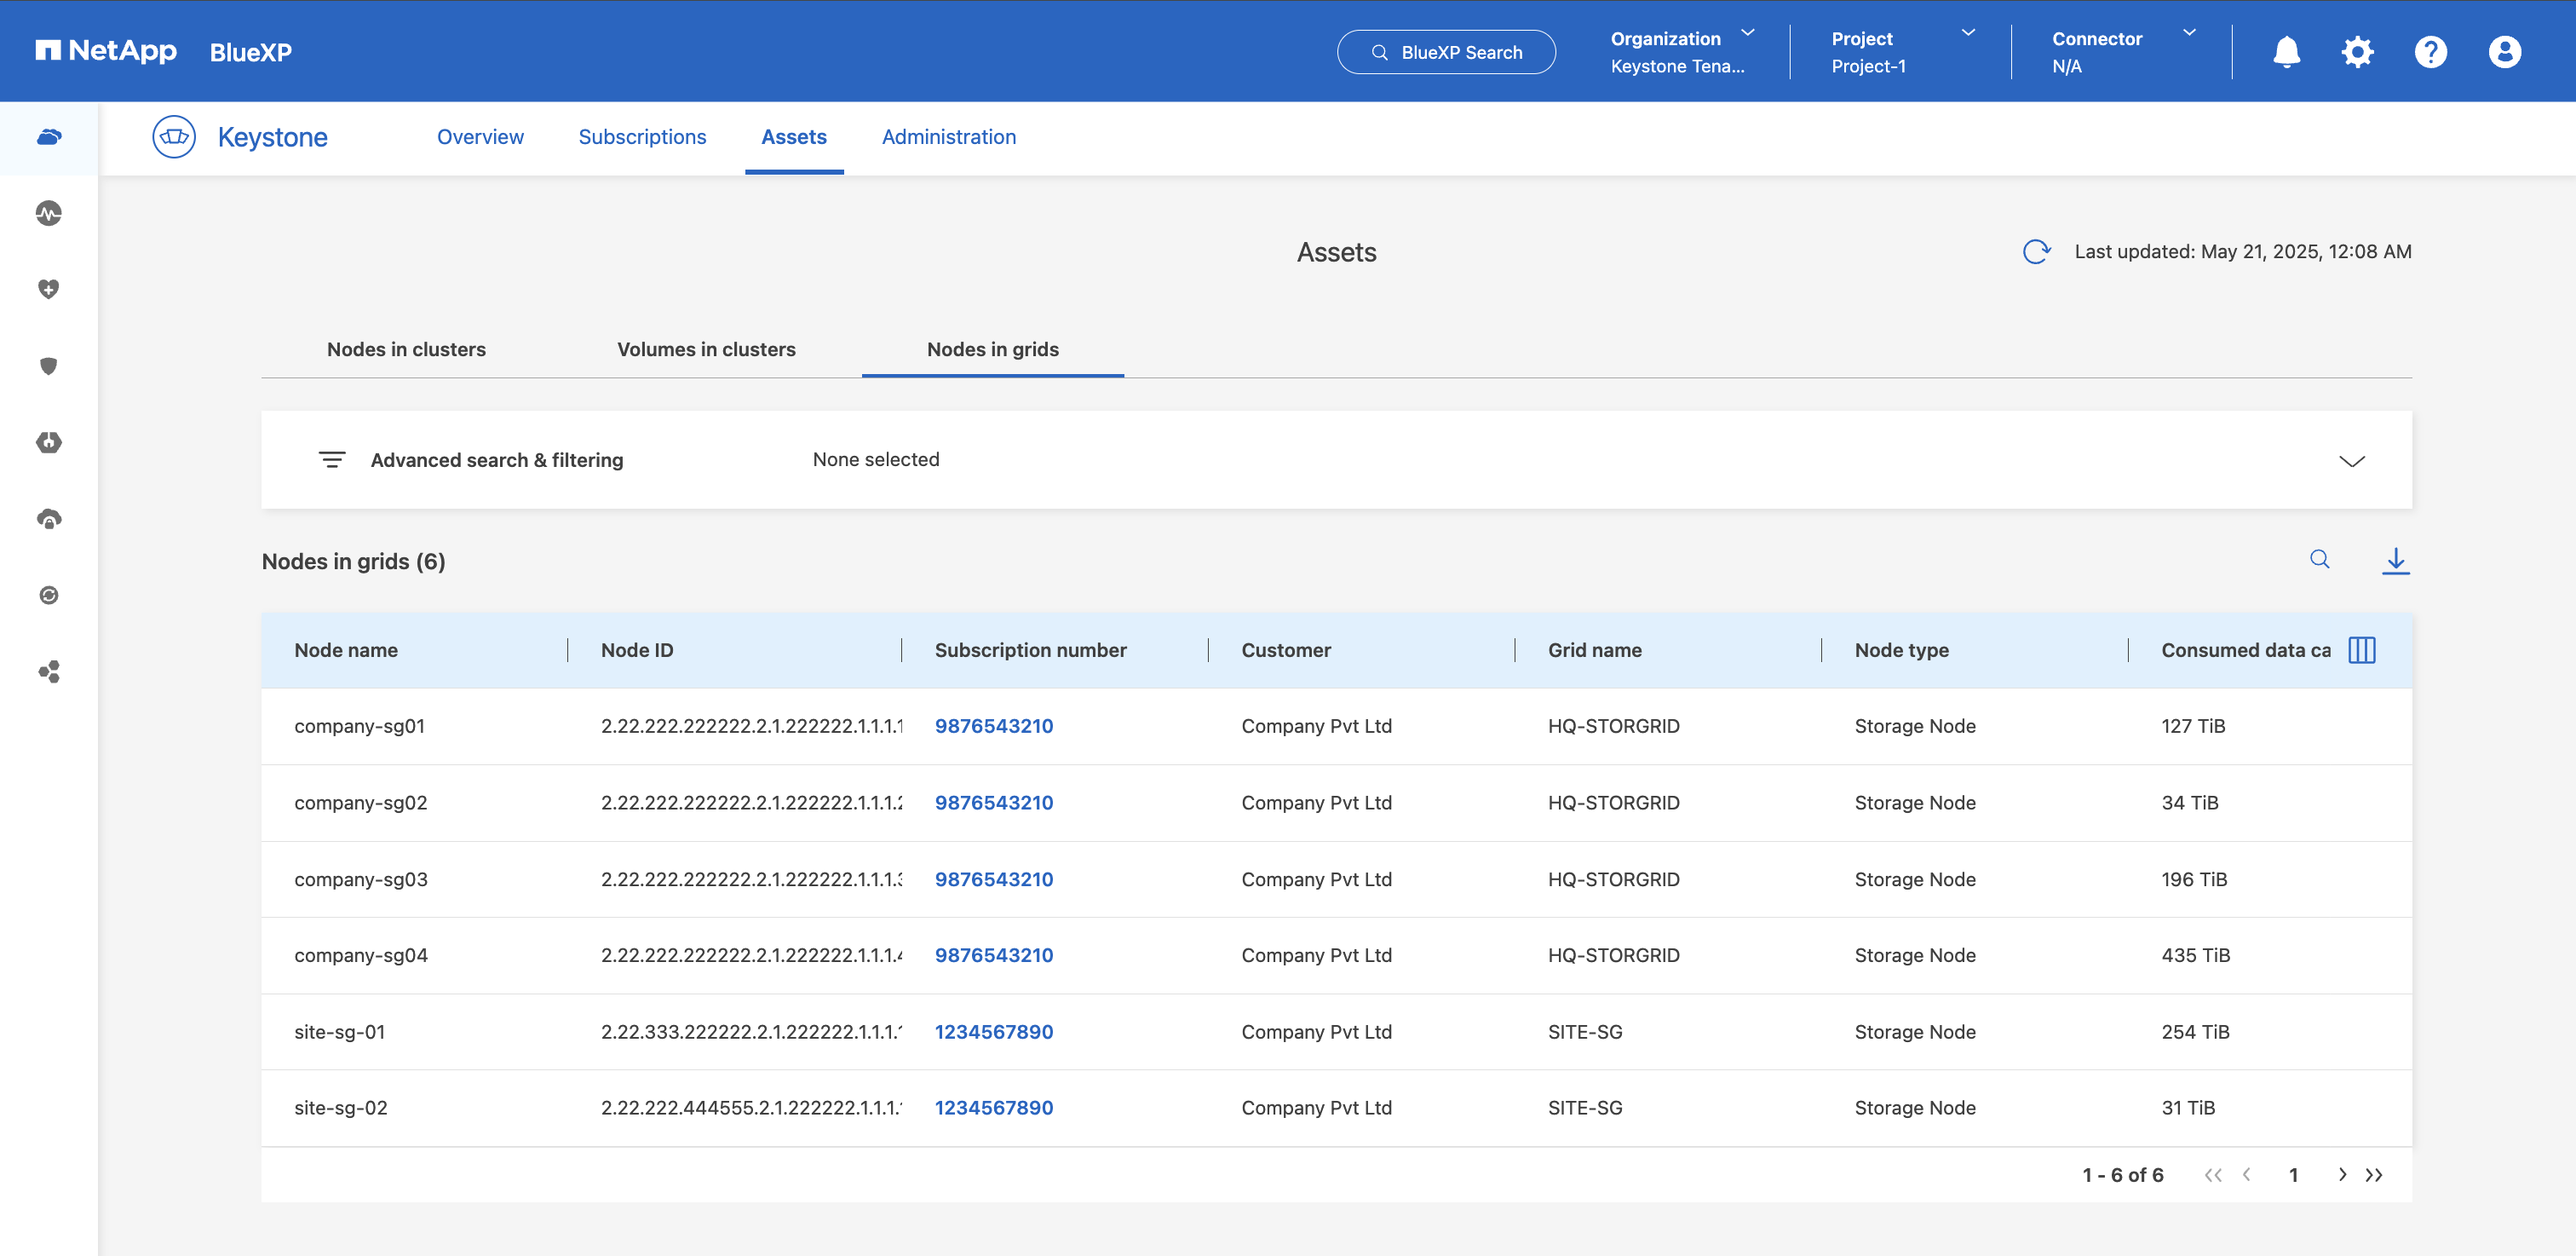 NetApp BlueXP BlueXP Search Organization Project Connector
Keystone Tena... Project-1 N/A
Keystone Overview Subscriptions Assets Administration
Assets Last updated: May 21, 2025, 12:08 AM
Nodes in clusters Volumes in clusters Nodes in grids
Advanced search & filtering None selected
Nodes in grids (6)
Node name Node ID Subscription number Customer Grid name Node type Consumed data ca
company-sg01 2.22.222.222222.2.1.222222.1.1.1.1 9876543210 Company Pvt Ltd HQ-STORGRID Storage Node 127 TiB
company-sg02 2.22.222.222222.2.1.222222.1.1.1.2 9876543210 Company Pvt Ltd HQ-STORGRID Storage Node 34 TiB
company-sg03 2.22.222.222222.2.1.222222.1.1.1.3 9876543210 Company Pvt Ltd HQ-STORGRID Storage Node 196 TiB
company-sg04 2.22.222.222222.2.1.222222.1.1.1.4 9876543210 Company Pvt Ltd HQ-STORGRID Storage Node 435 TiB
site-sg-01 2.22.333.222222.2.1.222222.1.1.1.1 1234567890 Company Pvt Ltd SITE-SG Storage Node 254 TiB
site-sg-02 2.22.222.444555.2.1.222222.1.1.1.1 1234567890 Company Pvt Ltd SITE-SG Storage Node 31 TiB
1 - 6 of 6 << < 1 > >>